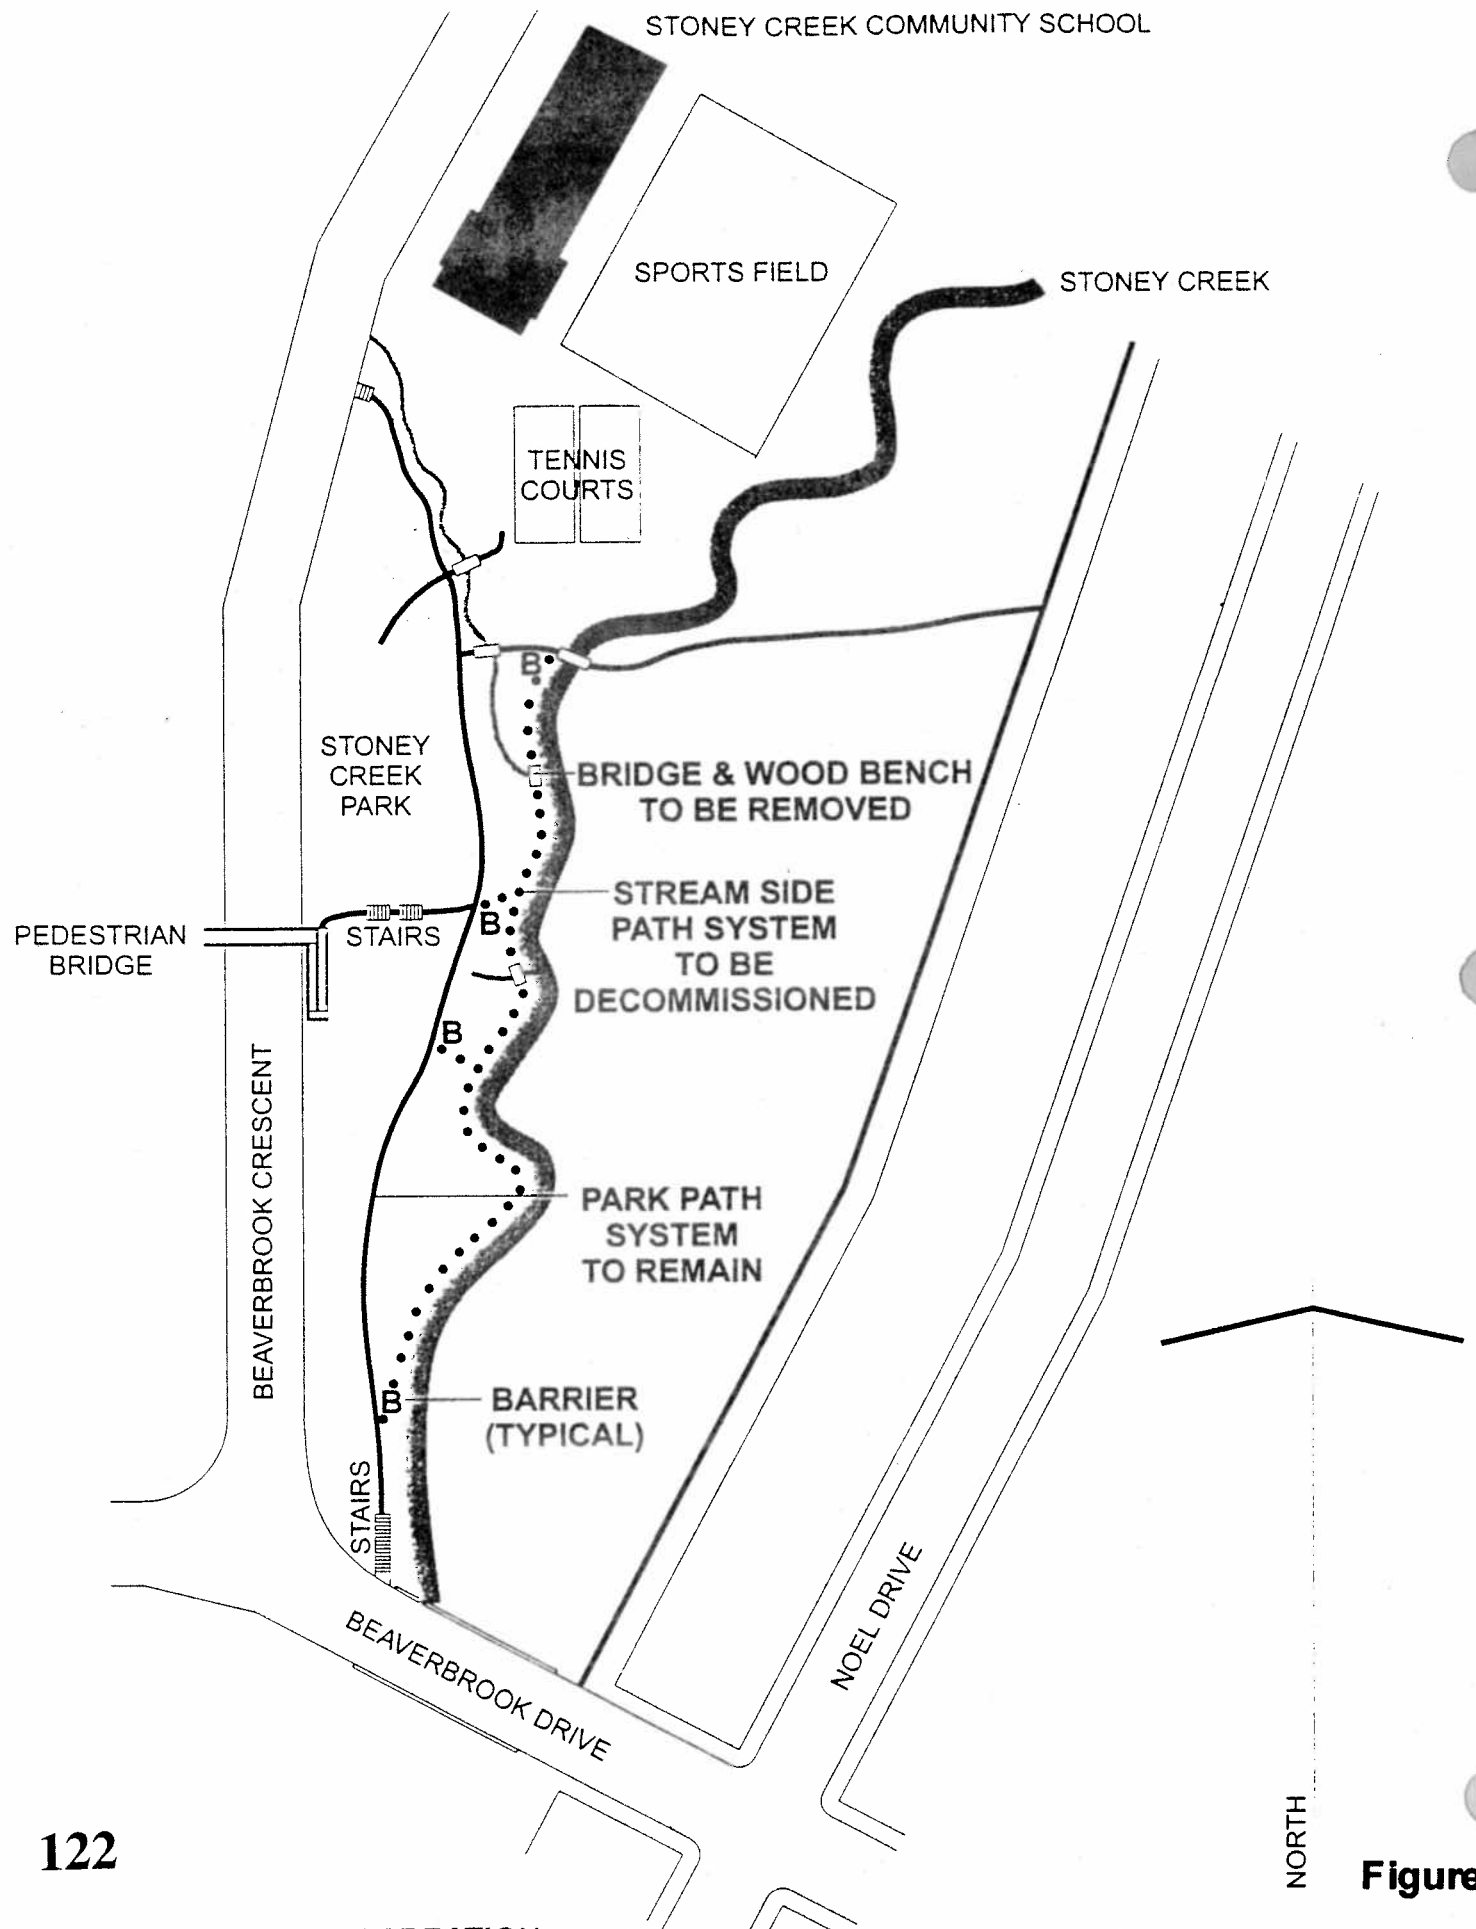 STONEY CREEK COMMUNITY SCHOOL
SPORTS FIELD
STONEY CREEK
TENNIS
COURTS
B
STONEY
CREEK
PARK
BRIDGE & WOOD BENCH
TO BE REMOVED
STREAM SIDE
PATH SYSTEM
TO BE
DECOMMISSIONED
B
PEDESTRIAN
BRIDGE
STAIRS
B
BEAVERBROOK CRESCENT
PARK PATH
SYSTEM
TO REMAIN
B
BARRIER
(TYPICAL)
STAIRS
BEAVERBROOK DRIVE
NOEL DRIVE
NORTH
122
Figure